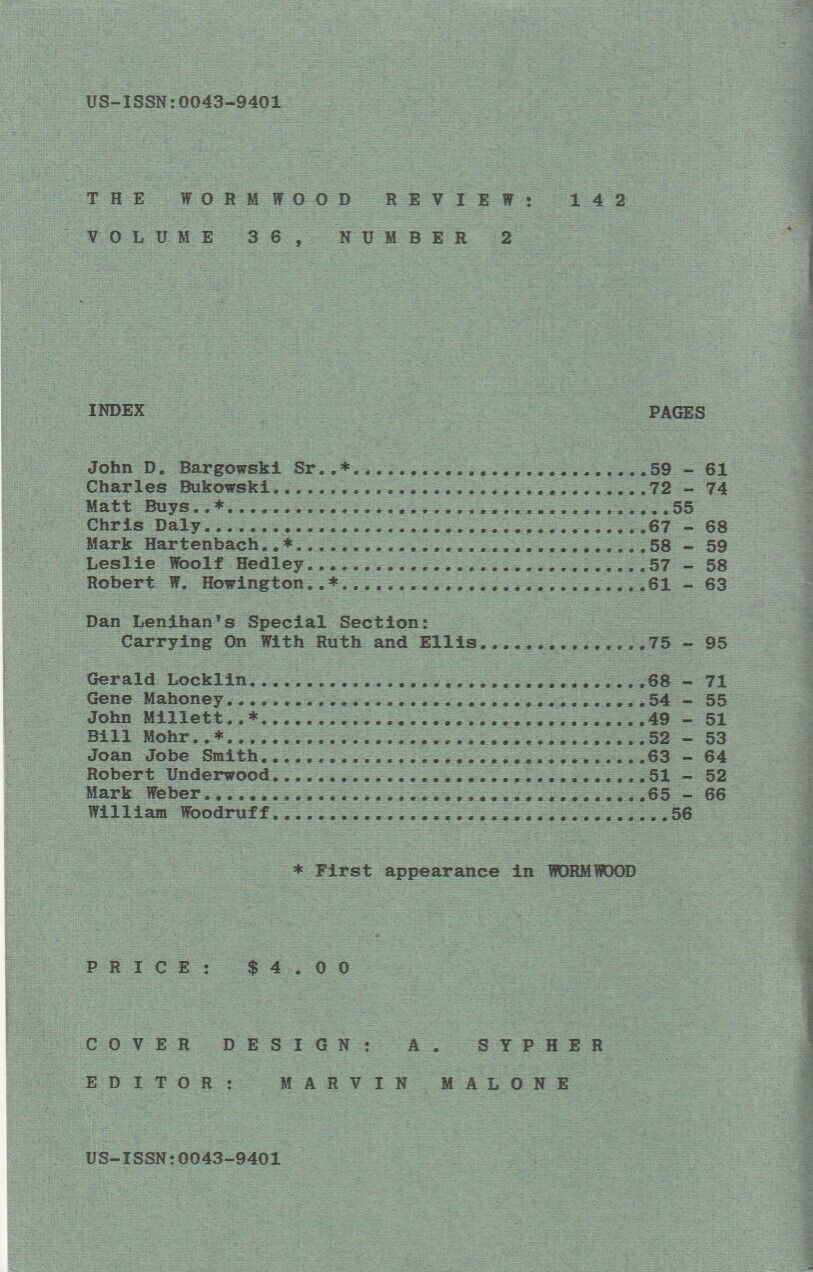 US-ISSN:0043-9401
THE WORMWOOD REVIEW: 142
VOLUME 36, NUMBER 2
INDEX PAGES
John D. Bargowski Sr..*..........................59 - 61
Charles Bukowski.................................72 - 74
Matt Buys..*.......................................55
Chris Daly.......................................67 - 68
Mark Hartenbach..*...............................58 - 59
Leslie Woolf Hedley..............................57 - 58
Robert W. Howington..*...........................61 - 63
Dan Lenihan's Special Section:
Carrying On With Ruth and Ellis...............75 - 95
Gerald Locklin...................................68 - 71
Gene Mahoney.....................................54 - 55
John Millett..*..................................49 - 51
Bill Mohr..*.....................................52 - 53
Joan Jobe Smith..................................63 - 64
Robert Underwood.................................51 - 52
Mark Weber.......................................65 - 66
William Woodruff...................................56
* First appearance in WORMWOOD
PRICE: $4.00
COVER DESIGN: A. SYPHER
EDITOR: MARVIN MALONE
US-ISSN:0043-9401